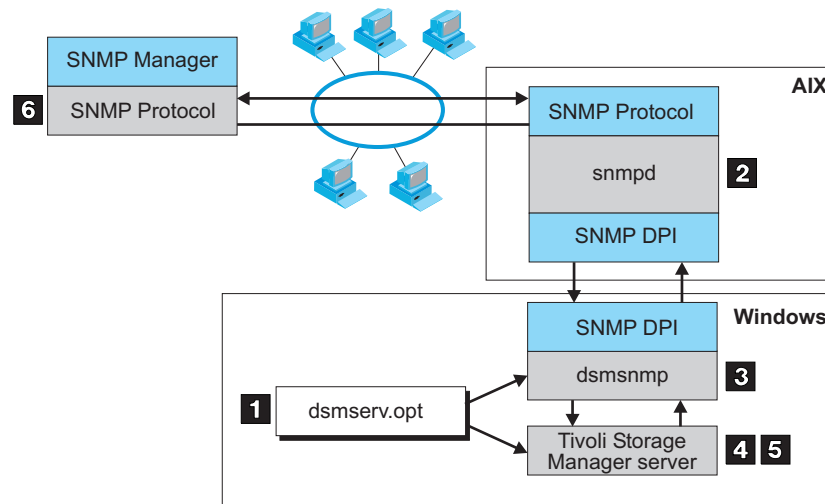 SNMP Manager
6
SNMP Protocol
AIX
SNMP Protocol
snmpd
2
SNMP DPI
Windows
SNMP DPI
dsmsnmp
3
1
dsmserv.opt
Tivoli Storage
Manager server
4 5